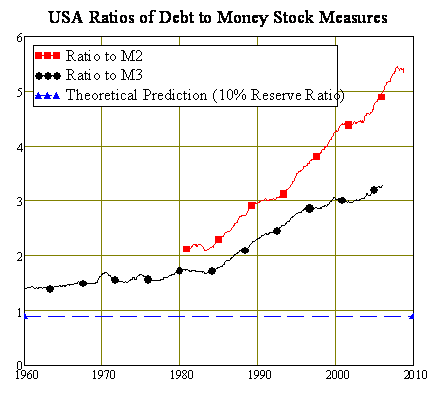 USA Ratios of Debt to Money Stock Measures
6
Ratio to M2
Ratio to M3
Theoretical Prediction (10% Reserve Ratio)
5
4
3
2
1
0
1960 1970 1980 1990 2000 2010